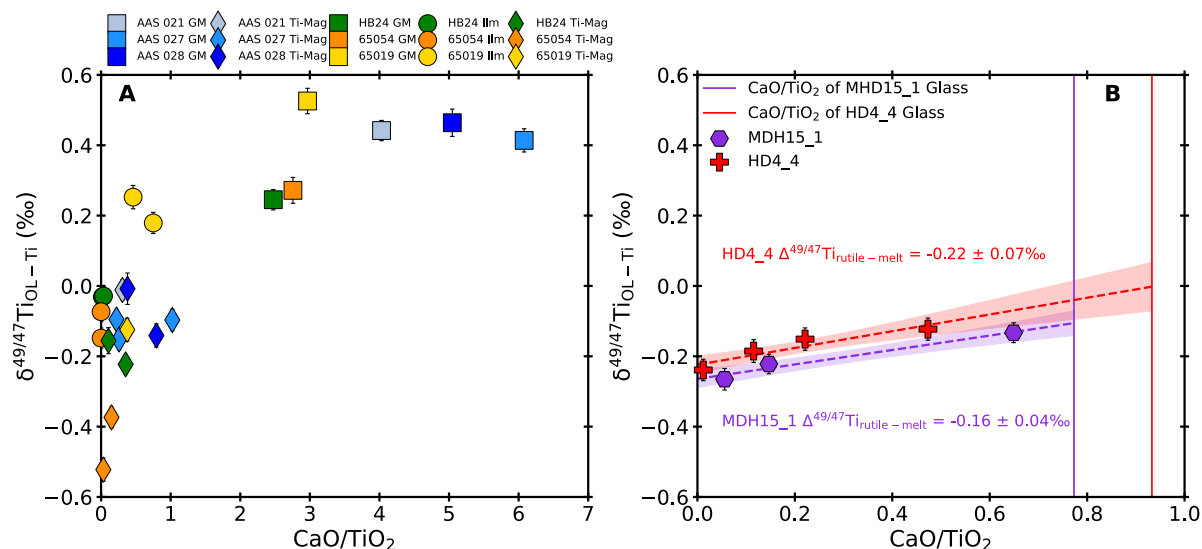 AAS 021 GM AAS 021 Ti-Mag HB24 GM HB24 Ilm HB24 Ti-Mag
AAS 027 GM AAS 027 Ti-Mag 65054 GM 65054 Ilm 65054 Ti-Mag
AAS 028 GM AAS 028 Ti-Mag 65019 GM 65019 Ilm 65019 Ti-Mag
A
δ⁴⁹/⁴⁷Ti_OL−Ti (‰)
0.6
0.4
0.2
0.0
−0.2
−0.4
−0.6
0 1 2 3 4 5 6 7
CaO/TiO₂
B
CaO/TiO₂ of MHD15_1 Glass
CaO/TiO₂ of HD4_4 Glass
MDH15_1
HD4_4
HD4_4 Δ⁴⁹/⁴⁷Ti_rutile−melt = -0.22 ± 0.07‰
MDH15_1 Δ⁴⁹/⁴⁷Ti_rutile−melt = -0.16 ± 0.04‰
δ⁴⁹/⁴⁷Ti_OL−Ti (‰)
0.6
0.4
0.2
0.0
−0.2
−0.4
−0.6
0.0 0.2 0.4 0.6 0.8 1.0
CaO/TiO₂